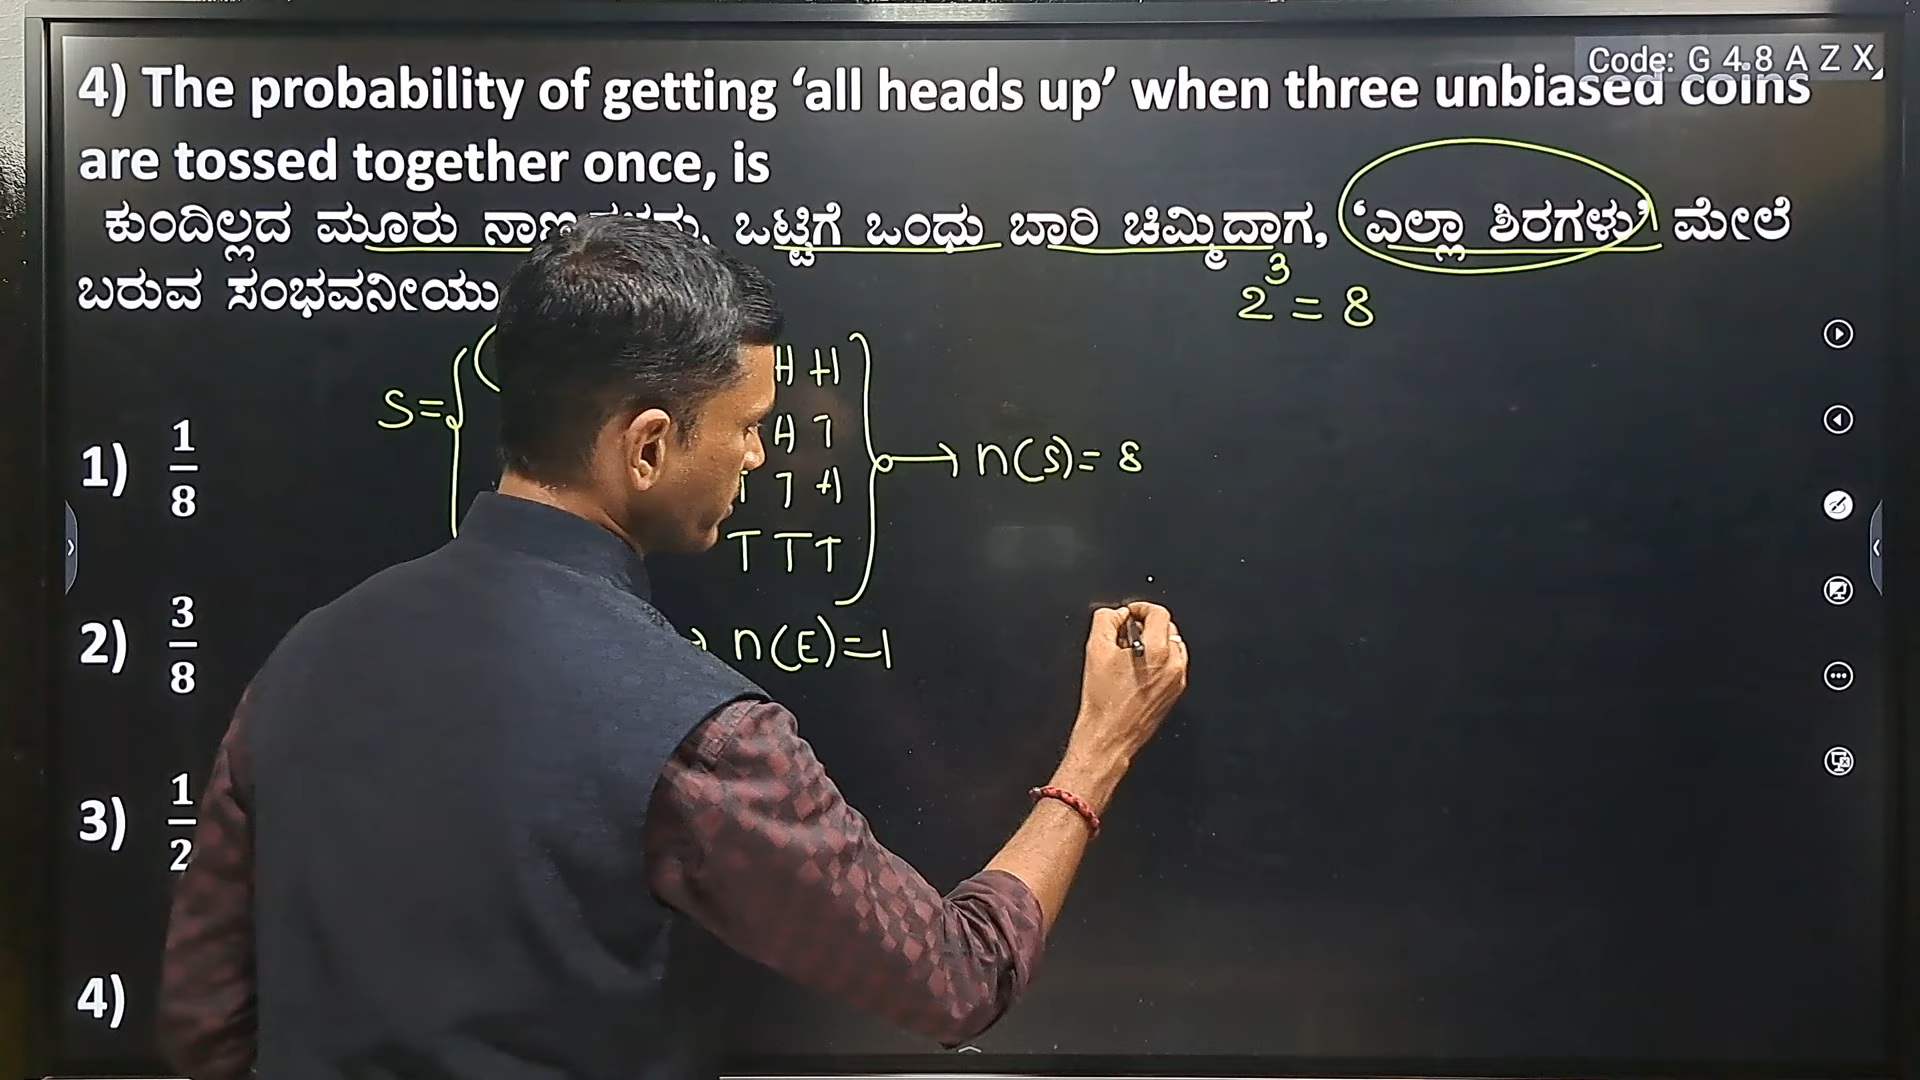 Code: G 4.8 A Z X
4) The probability of getting ‘all heads up’ when three unbiased coins
are tossed together once, is
ಕುಂದಿಲ್ಲದ ಮೂರು ಒಟ್ಟಿಗೆ ಒಂಧು ಬಾರಿ ಚಿಮ್ಮಿದಾಗ, ‘ಎಲ್ಲಾ ಶಿರಗಳು’ ಮೇಲೆ
ಬರುವ ಸಂಭವನೀಯು
2³ = 8
S= { H H
H T
T T H
T T T } → n(S)= 8
n(E)=1
1) 1/8
2) 3/8
3) 1/2
4)